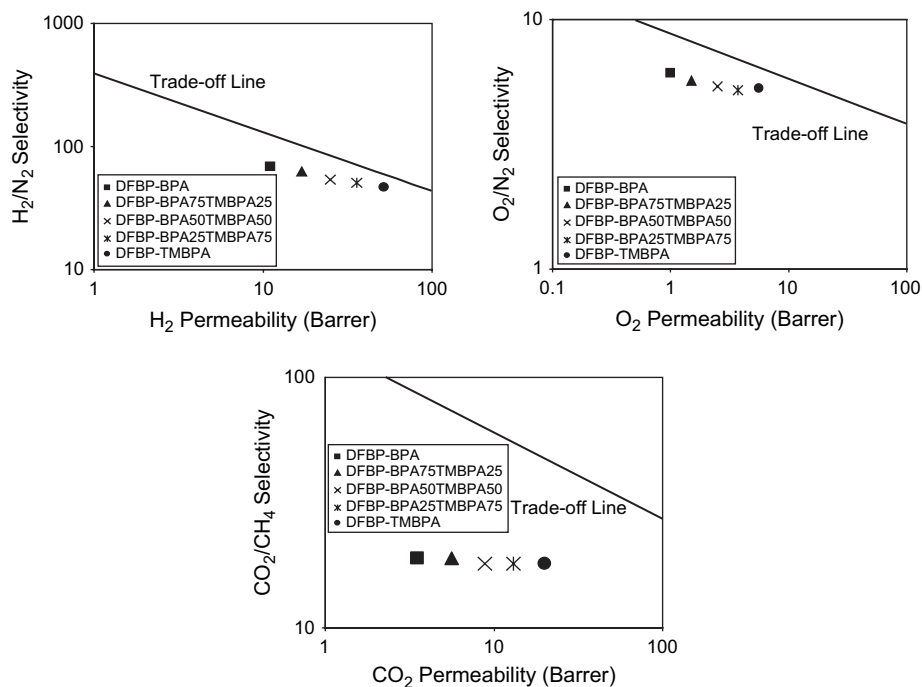 1000
100
10
H2/N2 Selectivity
Trade-off Line
DFBP-BPA
DFBP-BPA75TMBPA25
DFBP-BPA50TMBPA50
DFBP-BPA25TMBPA75
DFBP-TMBPA
1 10 100
H2 Permeability (Barrer)
10
1
O2/N2 Selectivity
Trade-off Line
DFBP-BPA
DFBP-BPA75TMBPA25
DFBP-BPA50TMBPA50
DFBP-BPA25TMBPA75
DFBP-TMBPA
0.1 1 10 100
O2 Permeability (Barrer)
100
10
CO2/CH4 Selectivity
DFBP-BPA
DFBP-BPA75TMBPA25
DFBP-BPA50TMBPA50
DFBP-BPA25TMBPA75
DFBP-TMBPA
Trade-off Line
1 10 100
CO2 Permeability (Barrer)